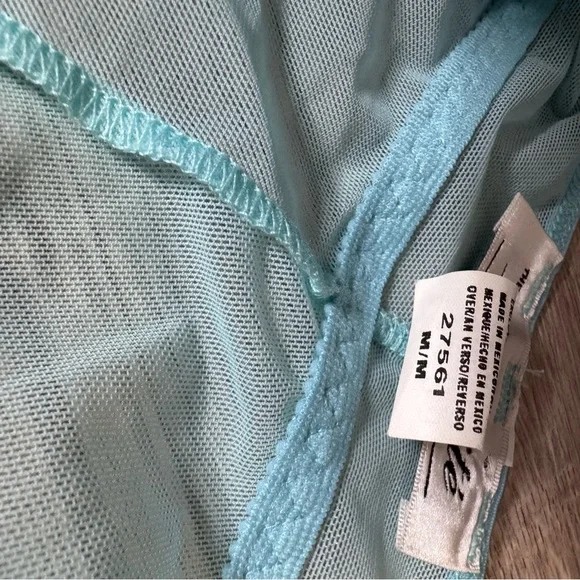 MADE IN MEXICO/
MEXIQUE/HECHO EN MEXICO
OVER/AN VERSO/REVERSO
27561
M/M